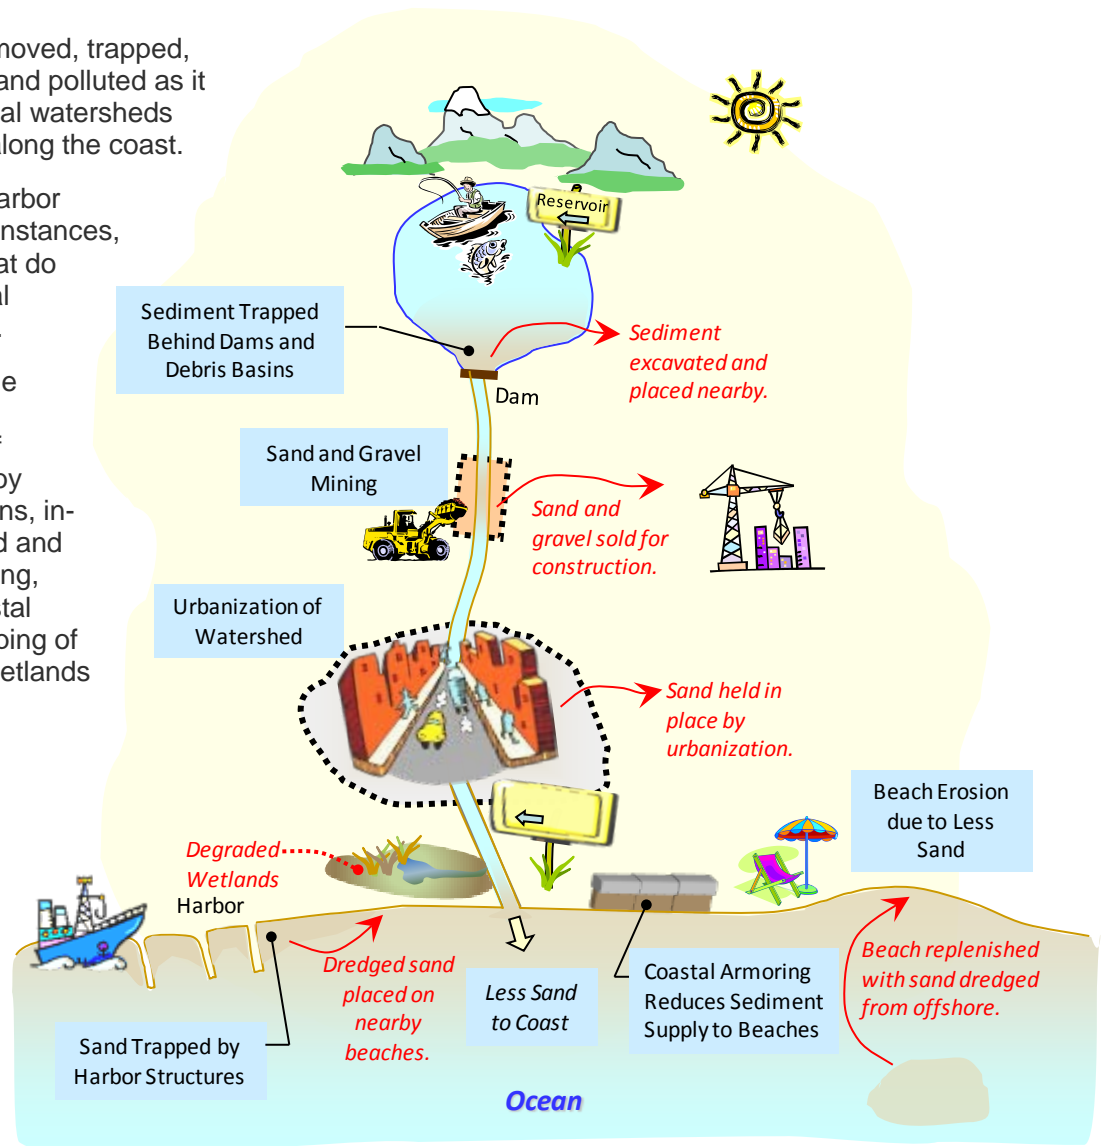 moved, trapped,
and polluted as it
al watersheds
along the coast.
arbor
nstances,
at do
al
.
e
by
ns, in-
d and
ng,
stal
ping of
etlands
Reservoir
Sediment Trapped
Behind Dams and
Debris Basins
Sediment
excavated and
placed nearby.
Dam
Sand and Gravel
Mining
Sand and
gravel sold for
construction.
Urbanization of
Watershed
Sand held in
place by
urbanization.
Beach Erosion
due to Less
Sand
Degraded
Wetlands
Harbor
Dredged sand
placed on
nearby
beaches.
Less Sand
to Coast
Coastal Armoring
Reduces Sediment
Supply to Beaches
Beach replenished
with sand dredged
from offshore.
Sand Trapped by
Harbor Structures
Ocean